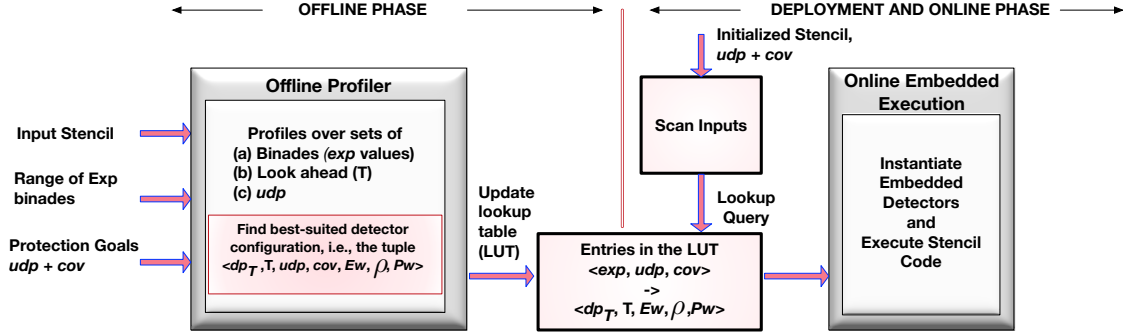 OFFLINE PHASE
DEPLOYMENT AND ONLINE PHASE
Input Stencil
Range of Exp
binades
Protection Goals
udp + cov
Offline Profiler
Profiles over sets of
(a) Binades (exp values)
(b) Look ahead (T)
(c) udp
Find best-suited detector
configuration, i.e., the tuple
<dp_T, T, udp, cov, Ew, ρ, Pw>
Update
lookup
table
(LUT)
Initialized Stencil,
udp + cov
Scan Inputs
Lookup
Query
Entries in the LUT
<exp, udp, cov>
->
<dp_T, T, Ew, ρ, Pw>
Online Embedded
Execution
Instantiate
Embedded
Detectors
and
Execute Stencil
Code